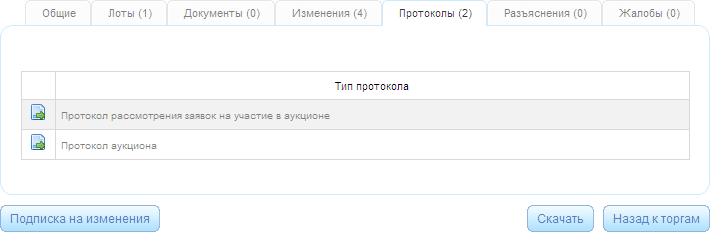 Общие Лоты (1) Документы (0) Изменения (4) Протоколы (2) Разъяснения (0) Жалобы (0)
Тип протокола
Протокол рассмотрения заявок на участие в аукционе
Протокол аукциона
Подписка на изменения Скачать Назад к торгам